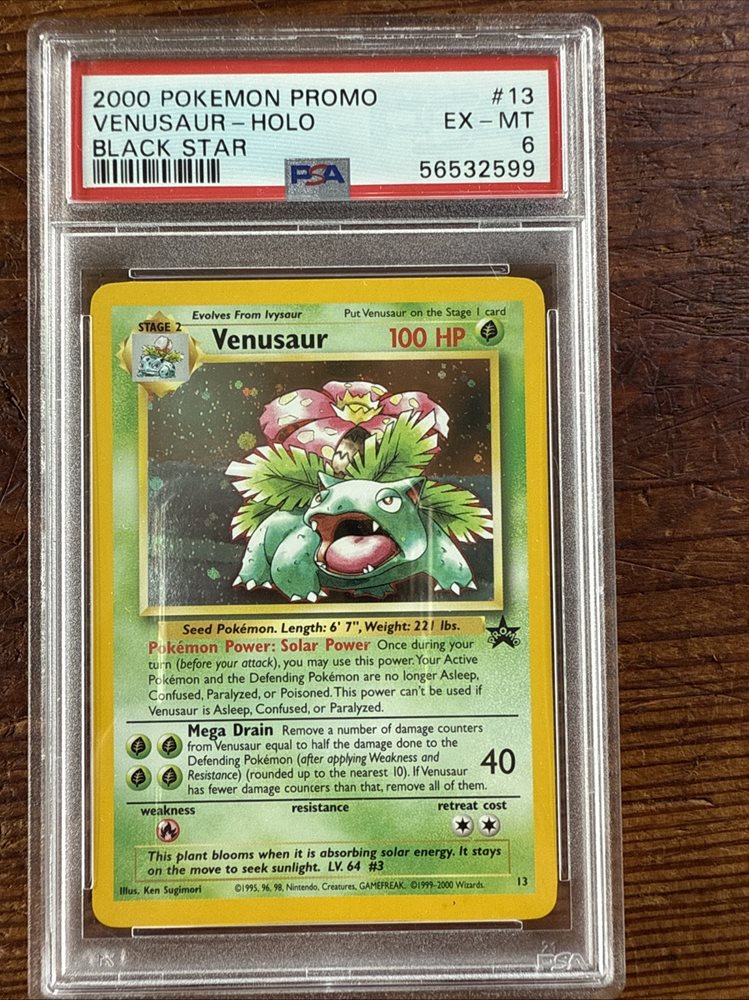 2000 POKEMON PROMO #13
VENUSAUR-HOLO EX-MT
BLACK STAR 6
PSA 56532599
Evolves From Ivysaur Put Venusaur on the Stage 1 card
STAGE 2
Venusaur 100 HP
Seed Pokémon. Length: 6' 7", Weight: 221 lbs.
PROMO
Pokémon Power: Solar Power Once during your
turn (before your attack), you may use this power. Your Active
Pokémon and the Defending Pokémon are no longer Asleep,
Confused, Paralyzed, or Poisoned. This power can't be used if
Venusaur is Asleep, Confused, or Paralyzed.
Mega Drain Remove a number of damage counters
from Venusaur equal to half the damage done to the
Defending Pokémon (after applying Weakness and
Resistance) (rounded up to the nearest 10). If Venusaur
has fewer damage counters than that, remove all of them.
40
weakness resistance retreat cost
This plant blooms when it is absorbing solar energy. It stays
on the move to seek sunlight. LV. 64 #3
Illus. Ken Sugimori ©1995, 96, 98, Nintendo, Creatures, GAMEFREAK. ©1999-2000 Wizards. 13
PSA